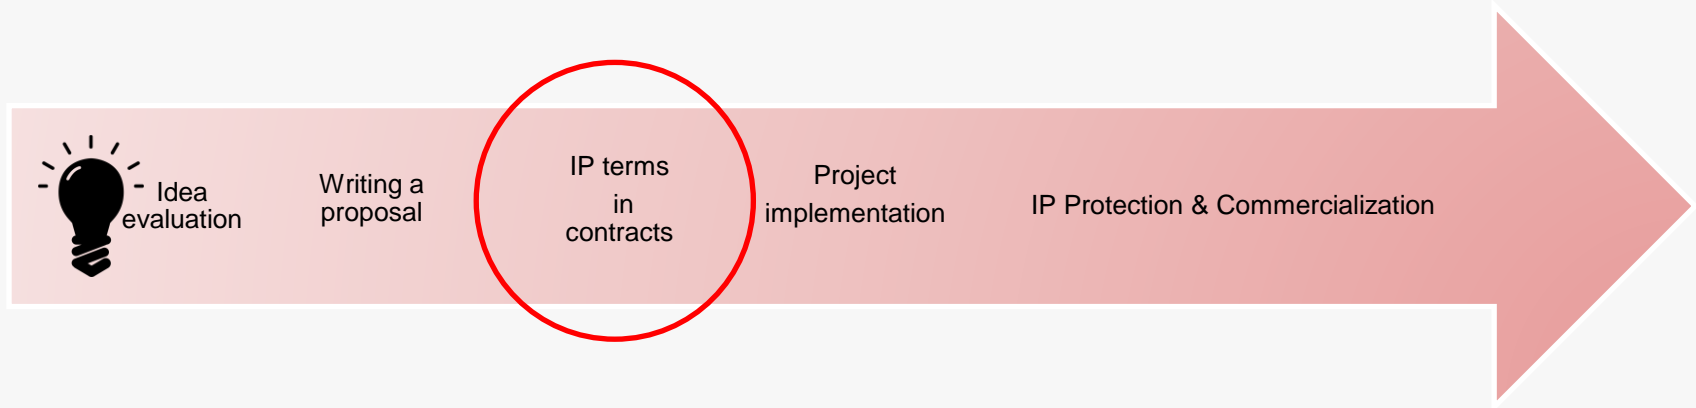 Idea
evaluation
Writing a
proposal
IP terms
in
contracts
Project
implementation
IP Protection & Commercialization